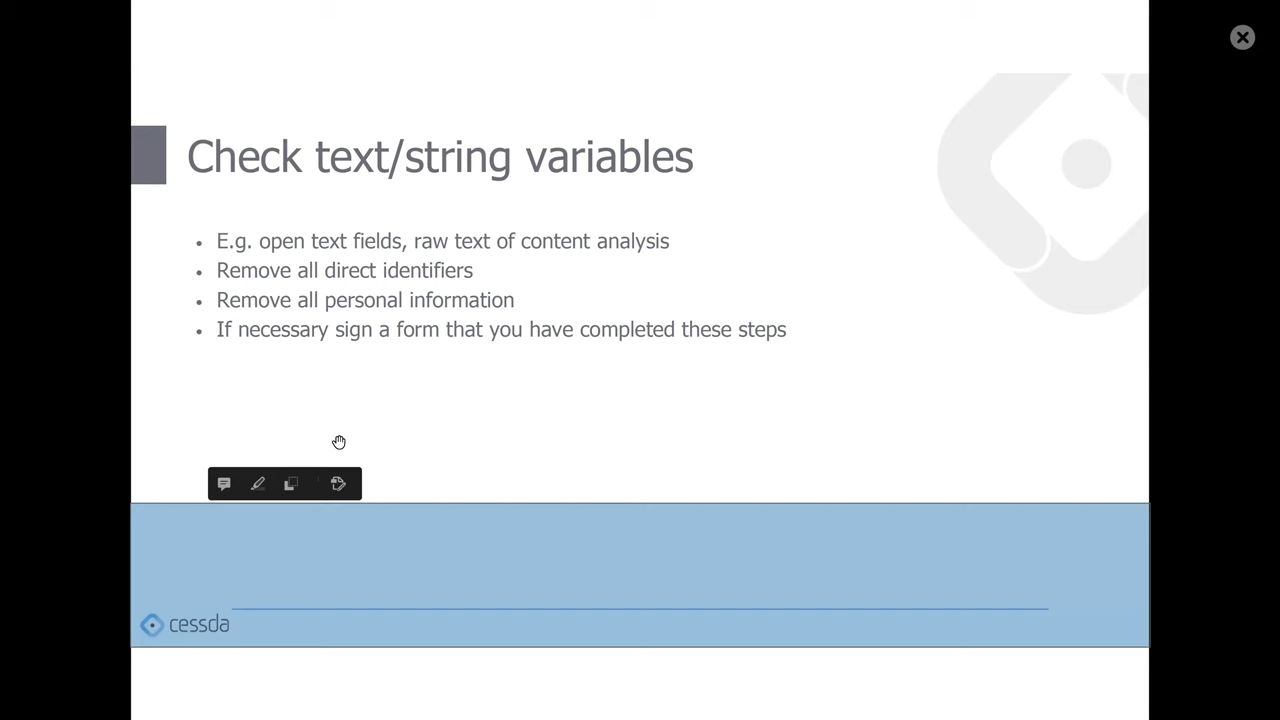 Check text/string variables
• E.g. open text fields, raw text of content analysis
• Remove all direct identifiers
• Remove all personal information
• If necessary sign a form that you have completed these steps
cessda